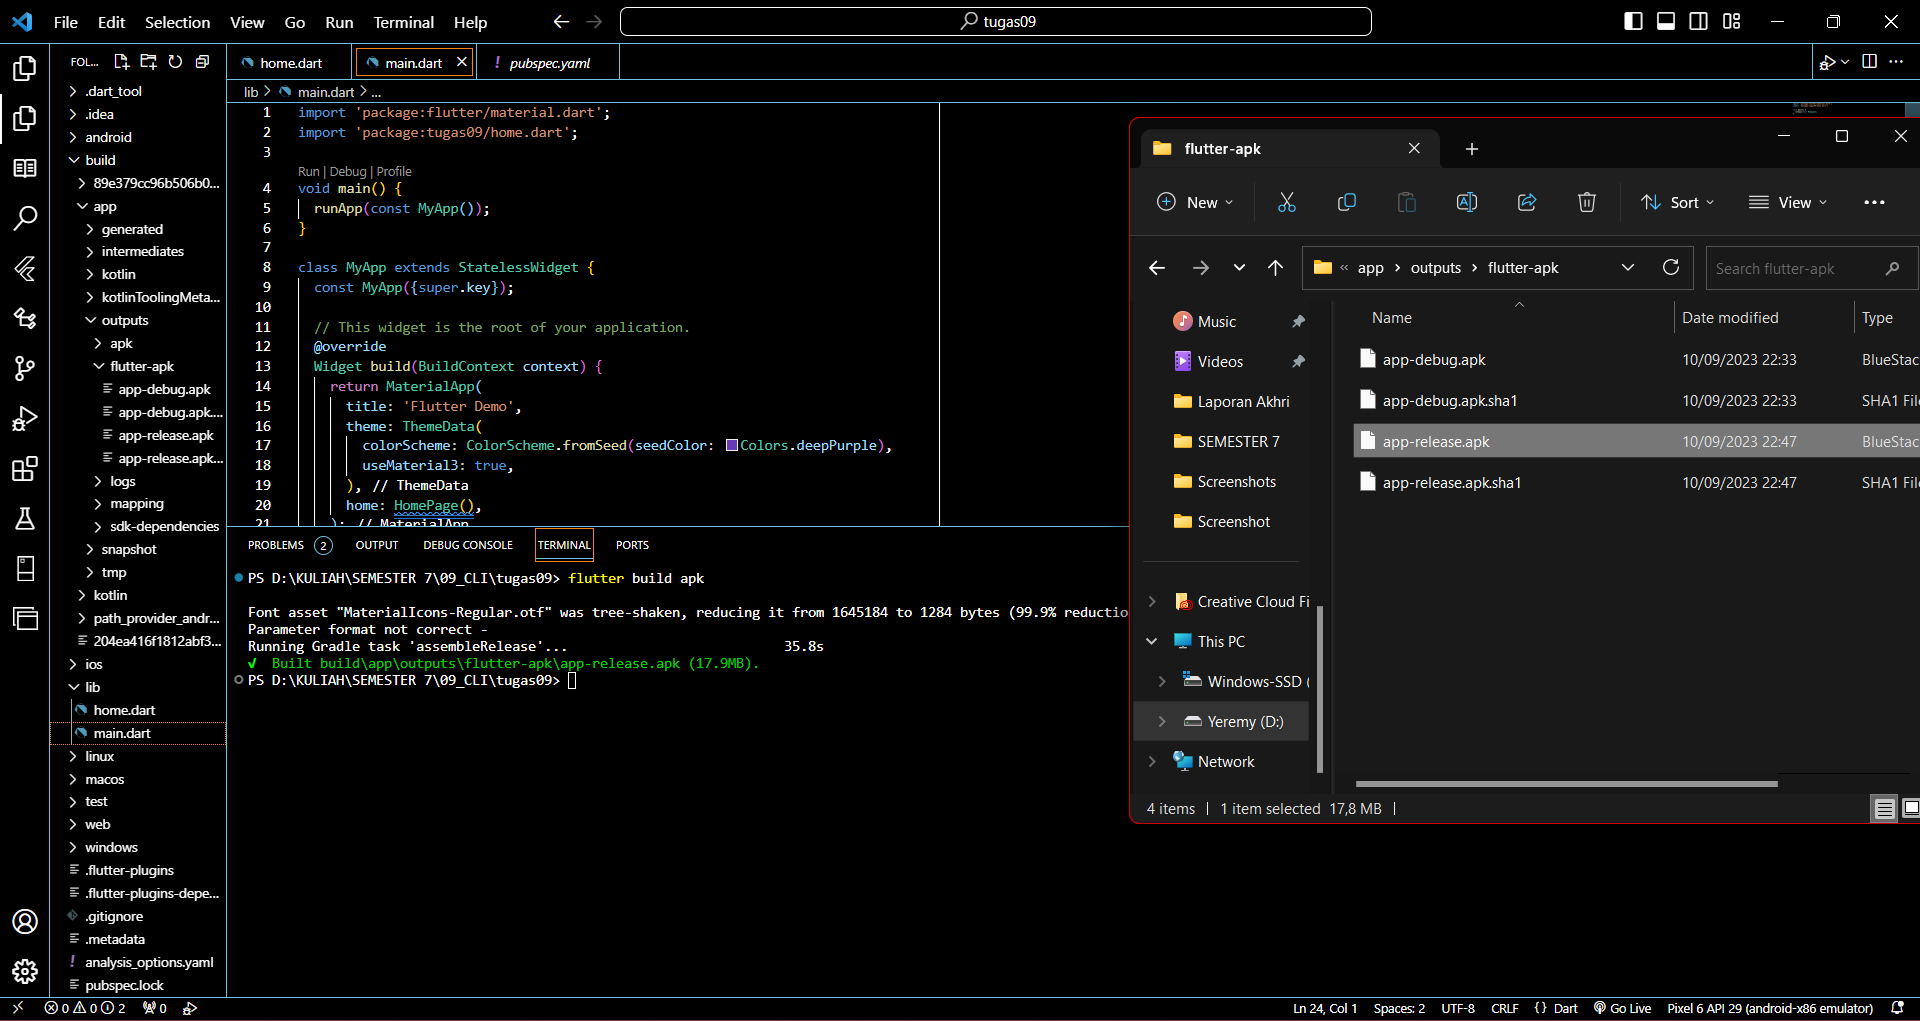 File Edit Selection View Go Run Terminal Help
tugas09
FOL...
home.dart
main.dart
! pubspec.yaml
lib > main.dart > ...
.dart_tool
.idea
android
build
89e379cc96b506b0...
app
generated
intermediates
kotlin
kotlinToolingMeta...
outputs
apk
flutter-apk
app-debug.apk
app-debug.apk....
app-release.apk
app-release.apk....
logs
mapping
sdk-dependencies
snapshot
tmp
kotlin
path_provider_andr...
204ea416f1812abf3...
ios
lib
home.dart
main.dart
linux
macos
test
web
windows
.flutter-plugins
.flutter-plugins-depe...
.gitignore
.metadata
! analysis_options.yaml
pubspec.lock
1 import 'package:flutter/material.dart';
2 import 'package:tugas09/home.dart';
3
Run | Debug | Profile
4 void main() {
5 runApp(const MyApp());
6 }
7
8 class MyApp extends StatelessWidget {
9 const MyApp({super.key});
10
11 // This widget is the root of your application.
12 @override
13 Widget build(BuildContext context) {
14 return MaterialApp(
15 title: 'Flutter Demo',
16 theme: ThemeData(
17 colorScheme: ColorScheme.fromSeed(seedColor: Colors.deepPurple),
18 useMaterial3: true,
19 ), // ThemeData
20 home: HomePage(),
21 ); // MaterialApp
PROBLEMS 2 OUTPUT DEBUG CONSOLE TERMINAL PORTS
PS D:\KULIAH\SEMESTER 7\09_CLI\tugas09> flutter build apk
Font asset "MaterialIcons-Regular.otf" was tree-shaken, reducing it from 1645184 to 1284 bytes (99.9% reductio
Parameter format not correct -
Running Gradle task 'assembleRelease'... 35.8s
√ Built build\app\outputs\flutter-apk\app-release.apk (17.9MB).
PS D:\KULIAH\SEMESTER 7\09_CLI\tugas09>
flutter-apk
New
Sort
View
« app > outputs > flutter-apk
Search flutter-apk
Music
Videos
Laporan Akhri
SEMESTER 7
Screenshots
Screenshot
Creative Cloud Fi
This PC
Windows-SSD (
Yeremy (D:)
Network
Name Date modified Type
app-debug.apk 10/09/2023 22:33 BlueStac
app-debug.apk.sha1 10/09/2023 22:33 SHA1 File
app-release.apk 10/09/2023 22:47 BlueStac
app-release.apk.sha1 10/09/2023 22:47 SHA1 File
4 items | 1 item selected 17,8 MB |
0 0 2 0
Ln 24, Col 1 Spaces: 2 UTF-8 CRLF {} Dart Go Live Pixel 6 API 29 (android-x86 emulator)